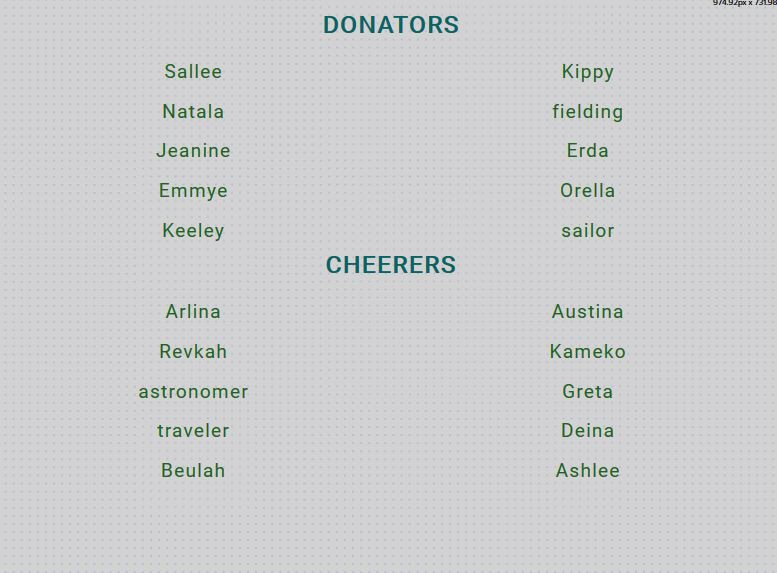 974.92px x 731.98
DONATORS
Sallee Kippy
Natala fielding
Jeanine Erda
Emmye Orella
Keeley sailor
CHEERERS
Arlina Austina
Revkah Kameko
astronomer Greta
traveler Deina
Beulah Ashlee